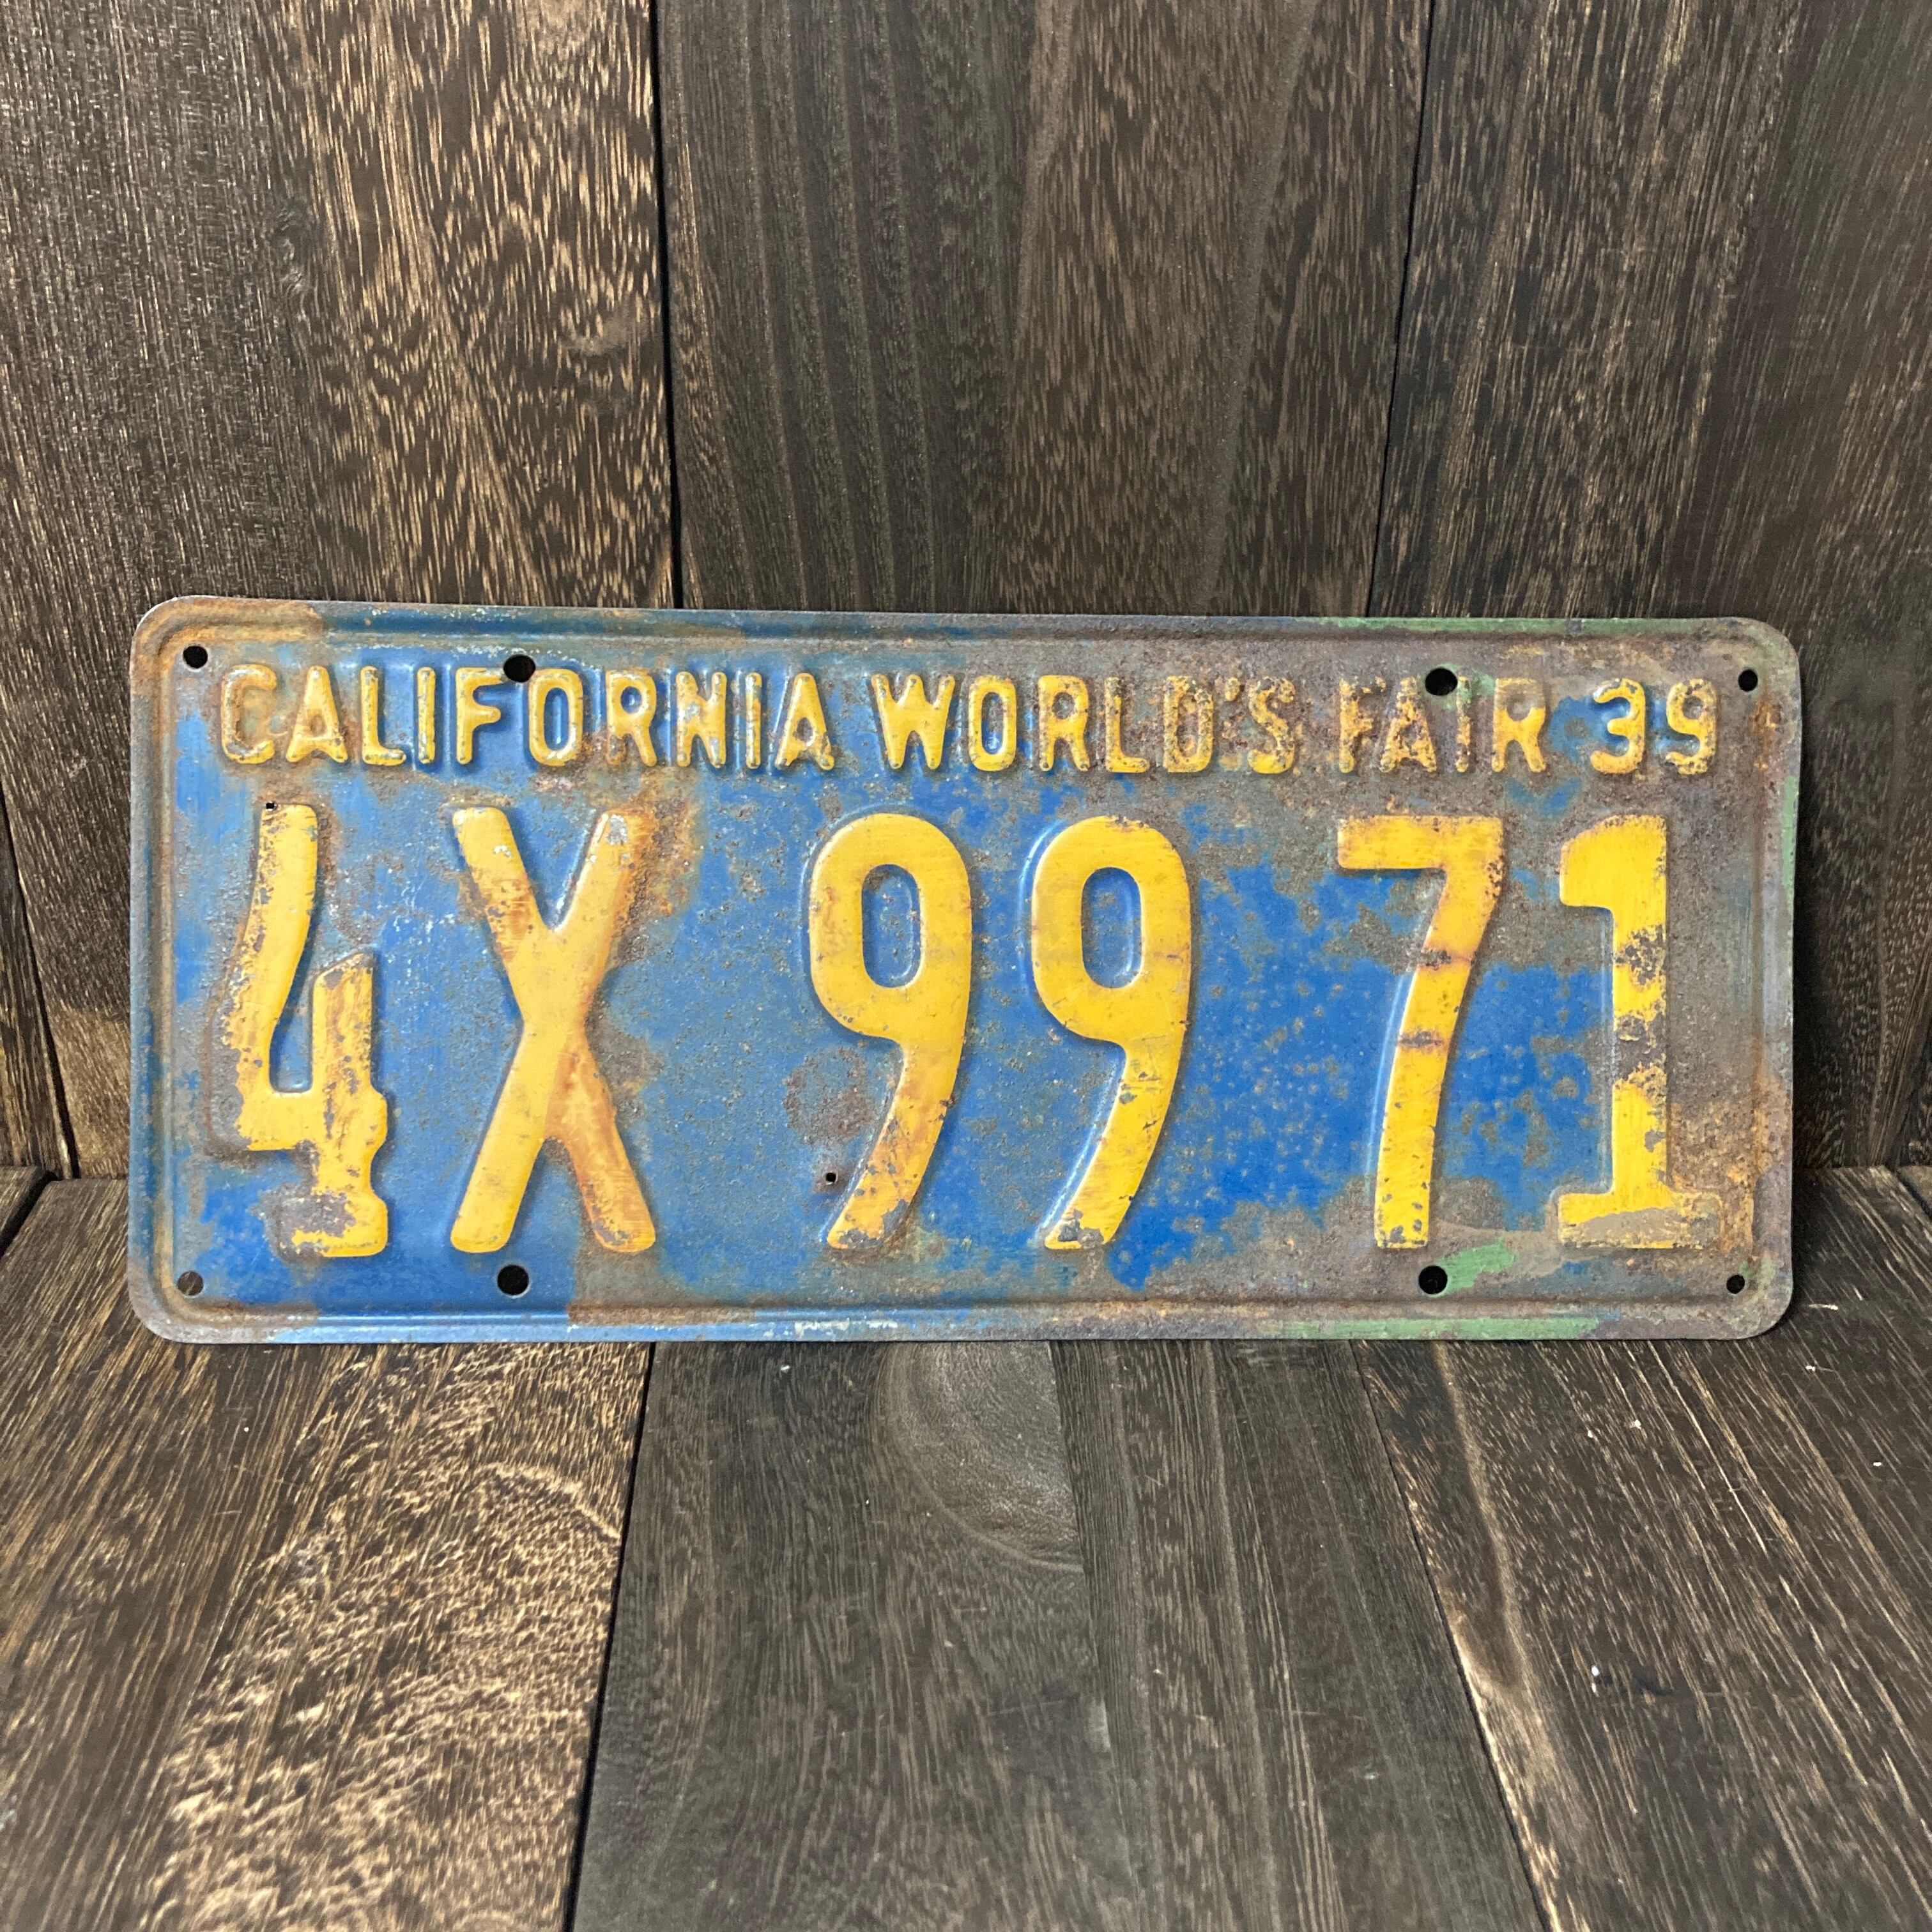 CALIFORNIA WORLD'S FAIR 39
4X 99 71